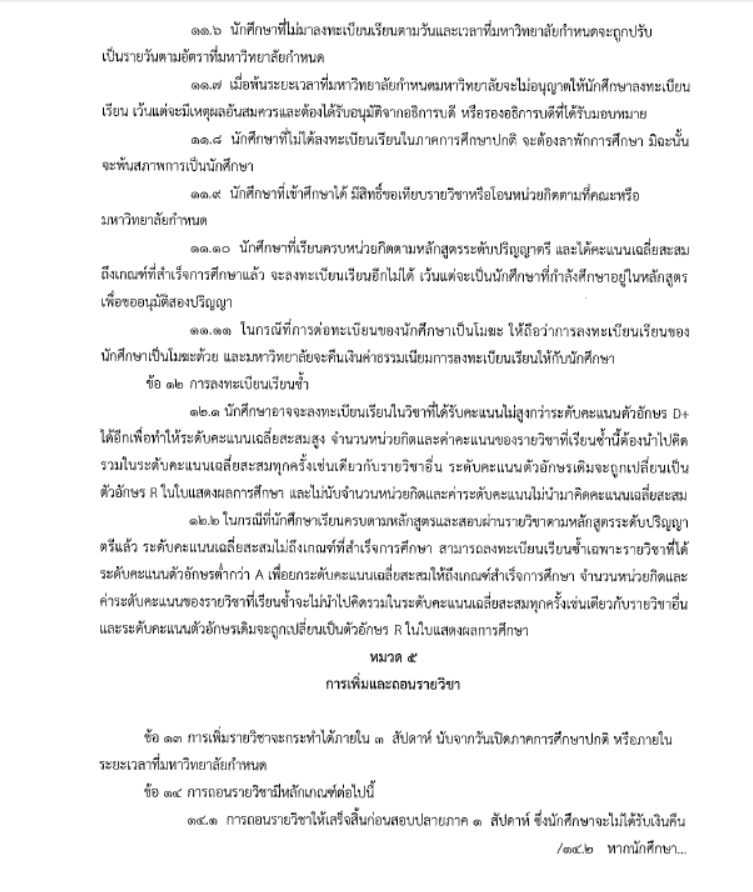 ๑๑.๖ นักศึกษาที่ไม่มาลงทะเบียนเรียนตามวันและเวลาที่มหาวิทยาลัยกำหนดจะถูกปรับ
เป็นรายวันตามอัตราที่มหาวิทยาลัยกำหนด
๑๑.๗ เมื่อพ้นระยะเวลาที่มหาวิทยาลัยกำหนดมหาวิทยาลัยจะไม่อนุญาตให้นักศึกษาลงทะเบียน
เรียน เว้นแต่จะมีเหตุผลอันสมควรและต้องได้รับอนุมัติจากอธิการบดี หรือรองอธิการบดีที่ได้รับมอบหมาย
๑๑.๘ นักศึกษาที่ไม่ได้ลงทะเบียนเรียนในภาคการศึกษาปกติ จะต้องลาพักการศึกษา มิฉะนั้น
จะพ้นสภาพการเป็นนักศึกษา
๑๑.๙ นักศึกษาที่เข้าศึกษาได้ มีสิทธิ์ขอเทียบรายวิชาหรือโอนหน่วยกิตตามที่คณะหรือ
มหาวิทยาลัยกำหนด
๑๑.๑๐ นักศึกษาที่เรียนครบหน่วยกิตตามหลักสูตรระดับปริญญาตรี และได้คะแนนเฉลี่ยสะสม
ถึงเกณฑ์ที่สำเร็จการศึกษาแล้ว จะลงทะเบียนเรียนอีกไม่ได้ เว้นแต่จะเป็นนักศึกษาที่กำลังศึกษาอยู่ในหลักสูตร
เพื่อขออนุมัติสองปริญญา
๑๑.๑๑ ในกรณีที่การต่อทะเบียนของนักศึกษาเป็นโมฆะ ให้ถือว่าการลงทะเบียนเรียนของ
นักศึกษาเป็นโมฆะด้วย และมหาวิทยาลัยจะคืนเงินค่าธรรมเนียมการลงทะเบียนเรียนให้กับนักศึกษา
ข้อ ๑๒ การลงทะเบียนเรียนซ้ำ
๑๒.๑ นักศึกษาอาจจะลงทะเบียนเรียนในวิชาที่ได้รับคะแนนไม่สูงกว่าระดับคะแนนตัวอักษร D+
ได้อีกเพื่อทำให้ระดับคะแนนเฉลี่ยสะสมสูง จำนวนหน่วยกิตและค่าคะแนนของรายวิชาที่เรียนซ้ำนี้ต้องนำไปคิด
รวมในระดับคะแนนเฉลี่ยสะสมทุกครั้งเช่นเดียวกับรายวิชาอื่น ระดับคะแนนตัวอักษรเดิมจะถูกเปลี่ยนเป็น
ตัวอักษร R ในใบแสดงผลการศึกษา และไม่นับจำนวนหน่วยกิตและค่าระดับคะแนนไม่นำมาคิดคะแนนเฉลี่ยสะสม
๑๒.๒ ในกรณีที่นักศึกษาเรียนครบตามหลักสูตรและสอบผ่านรายวิชาตามหลักสูตรระดับปริญญา
ตรีแล้ว ระดับคะแนนเฉลี่ยสะสมไม่ถึงเกณฑ์ที่สำเร็จการศึกษา สามารถลงทะเบียนเรียนซ้ำเฉพาะรายวิชาที่ได้
ระดับคะแนนตัวอักษรต่ำกว่า A เพื่อยกระดับคะแนนเฉลี่ยสะสมให้ถึงเกณฑ์สำเร็จการศึกษา จำนวนหน่วยกิตและ
ค่าระดับคะแนนของรายวิชาที่เรียนซ้ำจะไม่นำไปคิดรวมในระดับคะแนนเฉลี่ยสะสมทุกครั้งเช่นเดียวกับรายวิชาอื่น
และระดับคะแนนตัวอักษรเดิมจะถูกเปลี่ยนเป็นตัวอักษร R ในใบแสดงผลการศึกษา
หมวด ๕
การเพิ่มและถอนรายวิชา
ข้อ ๑๓ การเพิ่มรายวิชาจะกระทำได้ภายใน ๓ สัปดาห์ นับจากวันเปิดภาคการศึกษาปกติ หรือภายใน
ระยะเวลาที่มหาวิทยาลัยกำหนด
ข้อ ๑๔ การถอนรายวิชามีหลักเกณฑ์ต่อไปนี้
๑๔.๑ การถอนรายวิชาให้เสร็จสิ้นก่อนสอบปลายภาค ๑ สัปดาห์ ซึ่งนักศึกษาจะไม่ได้รับเงินคืน
/๑๔.๒ หากนักศึกษา...